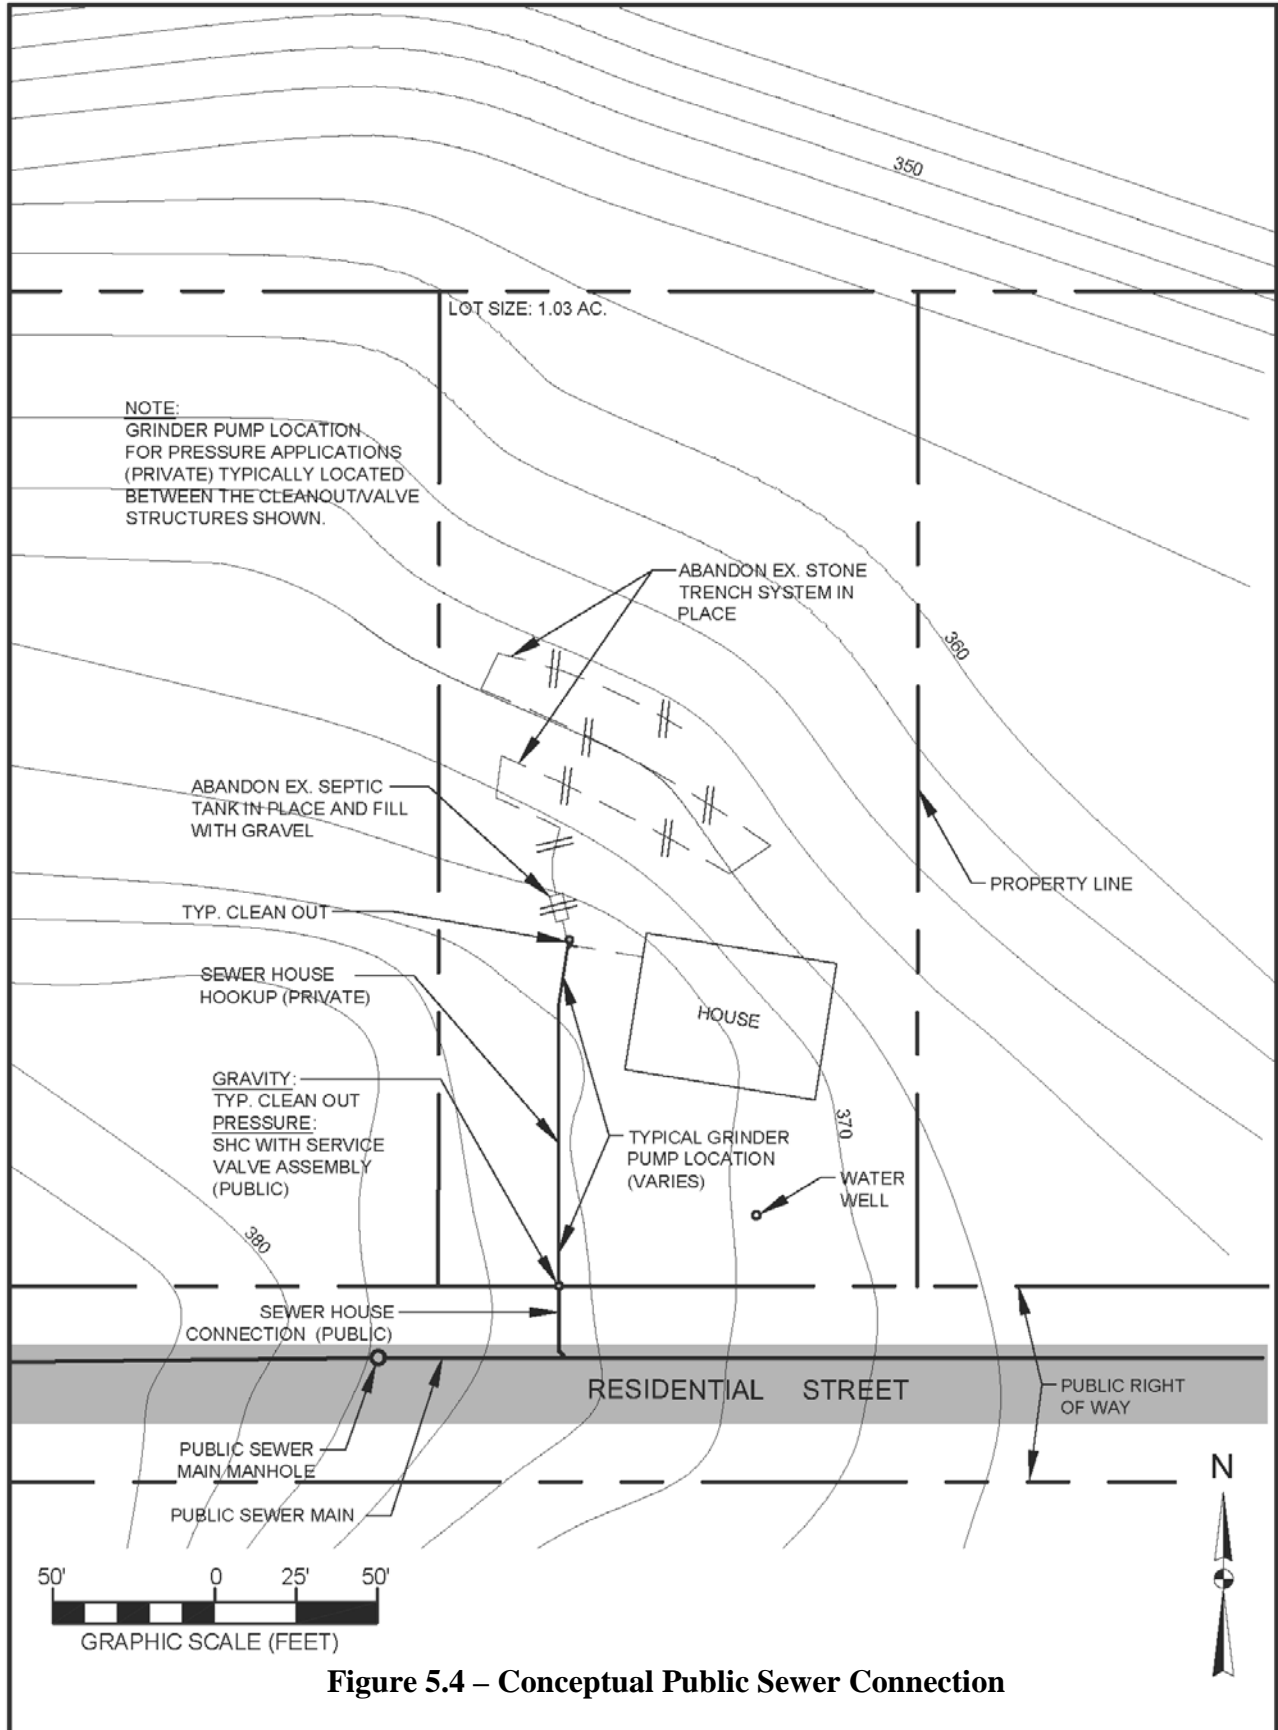 350
LOT SIZE: 1.03 AC.
NOTE:
GRINDER PUMP LOCATION
FOR PRESSURE APPLICATIONS
(PRIVATE) TYPICALLY LOCATED
BETWEEN THE CLEANOUT/VALVE
STRUCTURES SHOWN.
ABANDON EX. STONE
TRENCH SYSTEM IN
PLACE
360
ABANDON EX. SEPTIC
TANK IN PLACE AND FILL
WITH GRAVEL
PROPERTY LINE
TYP. CLEAN OUT
SEWER HOUSE
HOOKUP (PRIVATE)
HOUSE
GRAVITY:
TYP. CLEAN OUT
PRESSURE:
SHC WITH SERVICE
VALVE ASSEMBLY
(PUBLIC)
370
TYPICAL GRINDER
PUMP LOCATION
(VARIES)
WATER
WELL
380
SEWER HOUSE
CONNECTION (PUBLIC)
RESIDENTIAL STREET
PUBLIC RIGHT
OF WAY
PUBLIC SEWER
MAIN MANHOLE
PUBLIC SEWER MAIN
N
50' 0 25' 50'
GRAPHIC SCALE (FEET)
Figure 5.4 – Conceptual Public Sewer Connection